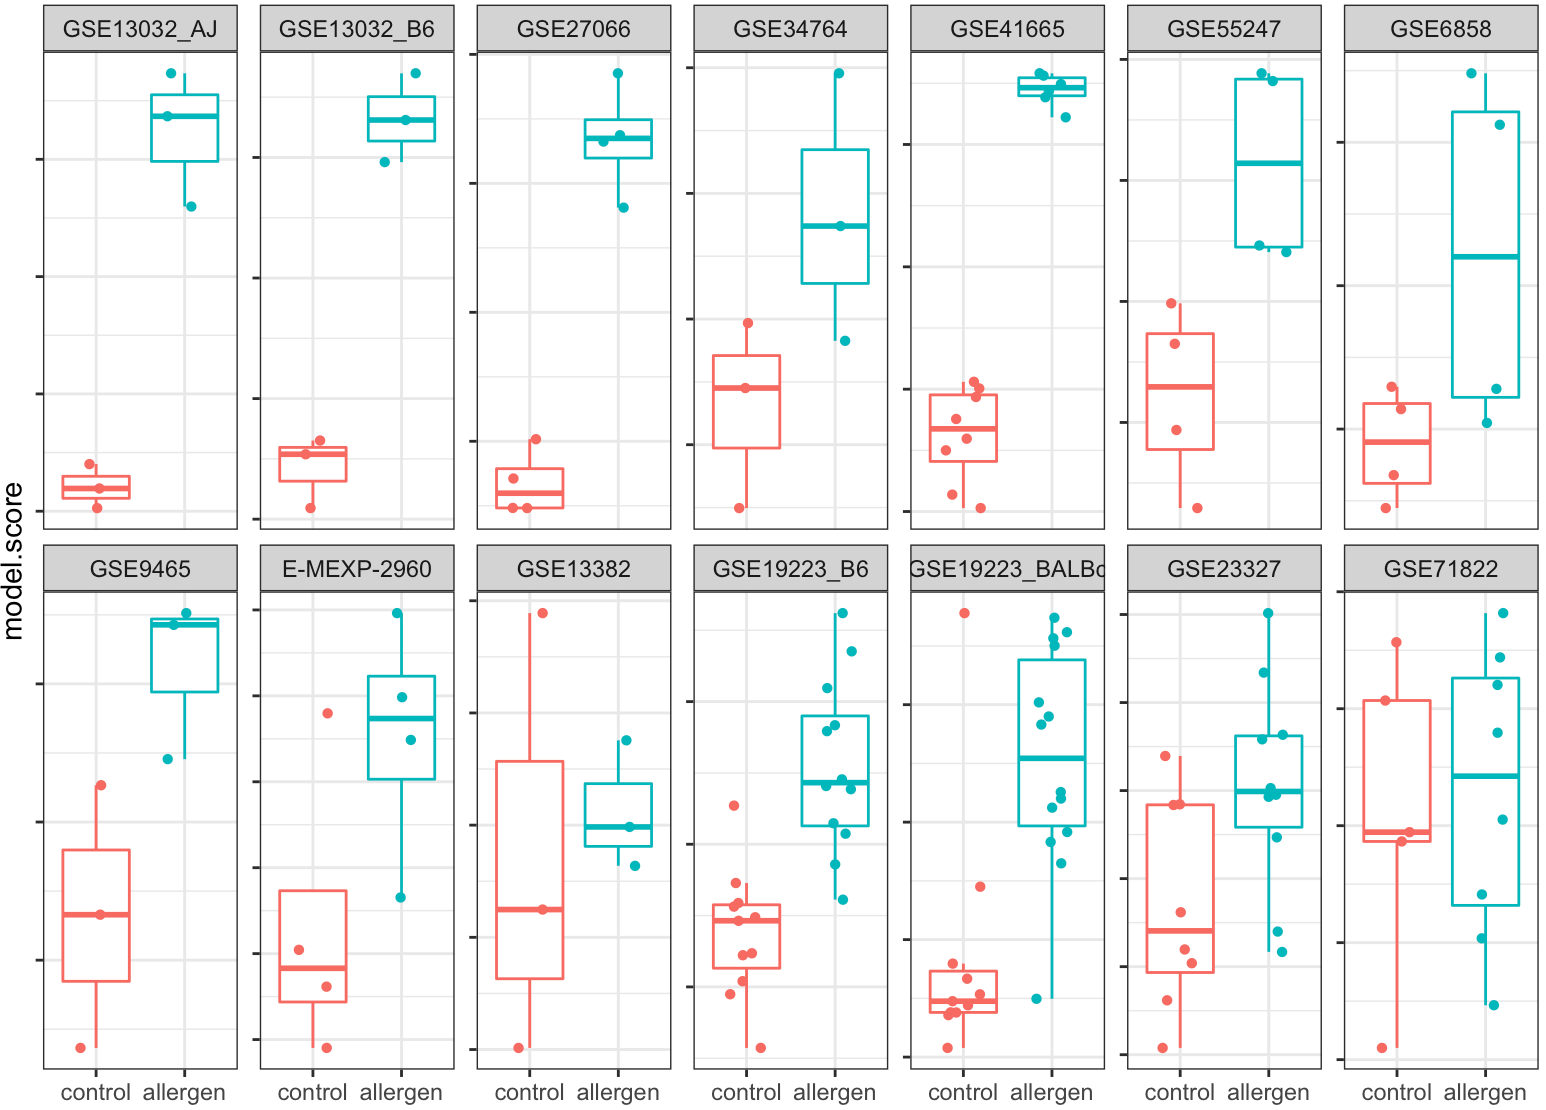 GSE13032_AJ GSE13032_B6 GSE27066 GSE34764 GSE41665 GSE55247 GSE6858
model.score
GSE9465 E-MEXP-2960 GSE13382 GSE19223_B6 GSE19223_BALBc GSE23327 GSE71822
control allergen control allergen control allergen control allergen control allergen control allergen control allergen